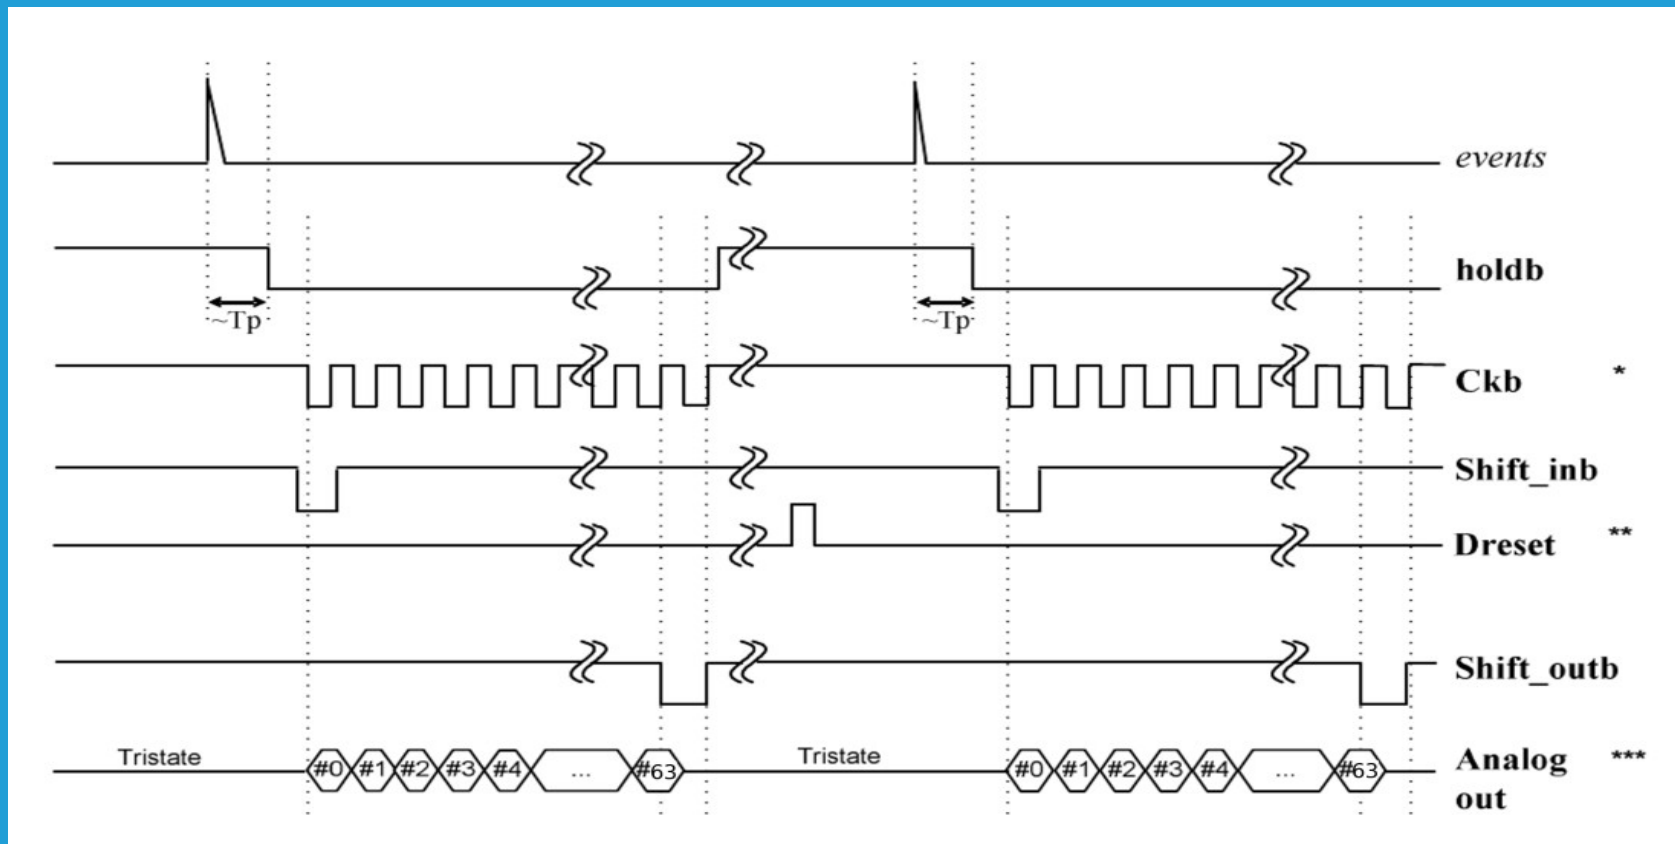 events
holdb
~Tp
~Tp
Ckb *
Shift_inb
Dreset **
Shift_outb
Tristate #0 #1 #2 #3 #4 ... #63 Tristate #0 #1 #2 #3 #4 ... #63 Analog ***
out